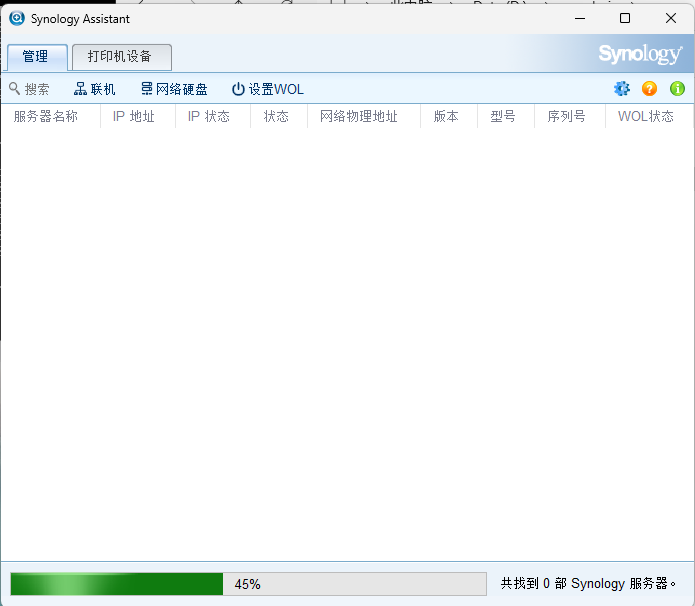 Synology Assistant
管理 打印机设备 Synology
搜索 联机 网络硬盘 设置WOL
服务器名称 IP 地址 IP 状态 状态 网络物理地址 版本 型号 序列号 WOL状态
45% 共找到 0 部 Synology 服务器。